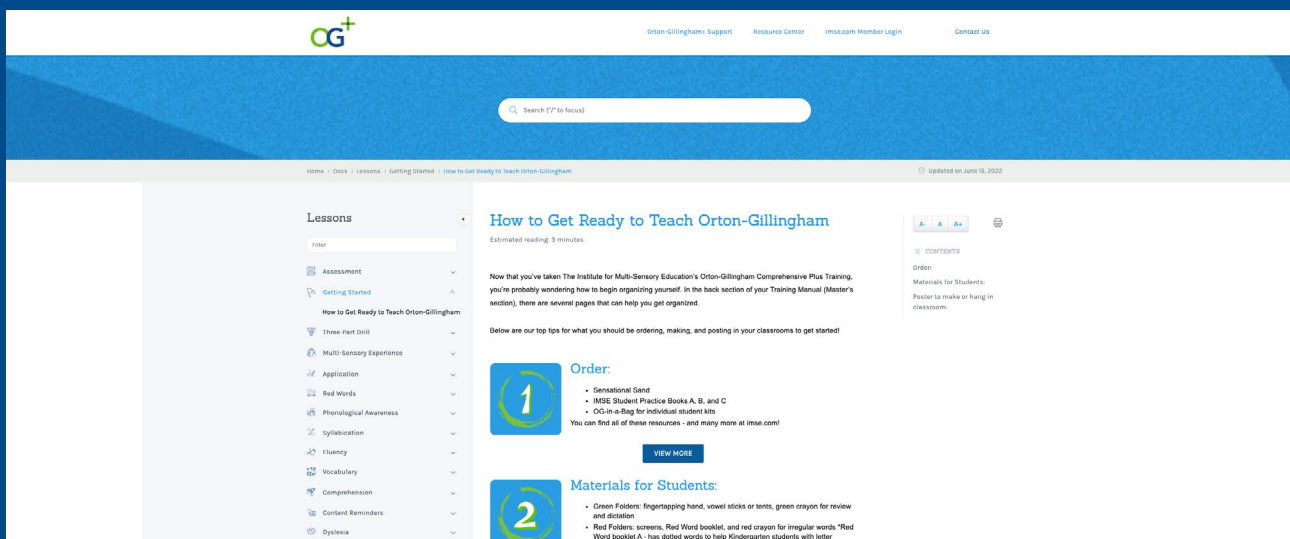 OG+
Orton-Gillingham+ Support
Resource Center
imse.com Member Login
Contact Us
Search ("/" to focus)
Home > Docs > Lessons > Getting Started > How to Get Ready to Teach Orton-Gillingham
Updated on June 15, 2022
Lessons
Filter
Assessment
Getting Started
How to Get Ready to Teach Orton-Gillingham
Three-Part Drill
Multi-Sensory Experience
Application
Red Words
Phonological Awareness
Syllabication
Fluency
Vocabulary
Comprehension
Content Reminders
Dyslexia
How to Get Ready to Teach Orton-Gillingham
Estimated reading: 3 minutes
Now that you've taken The Institute for Multi-Sensory Education's Orton-Gillingham Comprehensive Plus Training,
you're probably wondering how to begin organizing yourself. In the back section of your Training Manual (Master's
section), there are several pages that can help you get organized.
Below are our top tips for what you should be ordering, making, and posting in your classrooms to get started!
1
Order:
• Sensational Sand
• IMSE Student Practice Books A, B, and C
• OG-in-a-Bag for individual student kits
You can find all of these resources - and many more at imse.com!
VIEW MORE
2
Materials for Students:
• Green Folders: fingertapping hand, vowel sticks or tents, green crayon for review
and dictation
• Red Folders: screens, Red Word booklet, and red crayon for irregular words *Red
Word booklet A - has dotted words to help Kindergarten students with letter
A- A A+
CONTENTS
Order:
Materials for Students:
Poster to make or hang in
classroom: